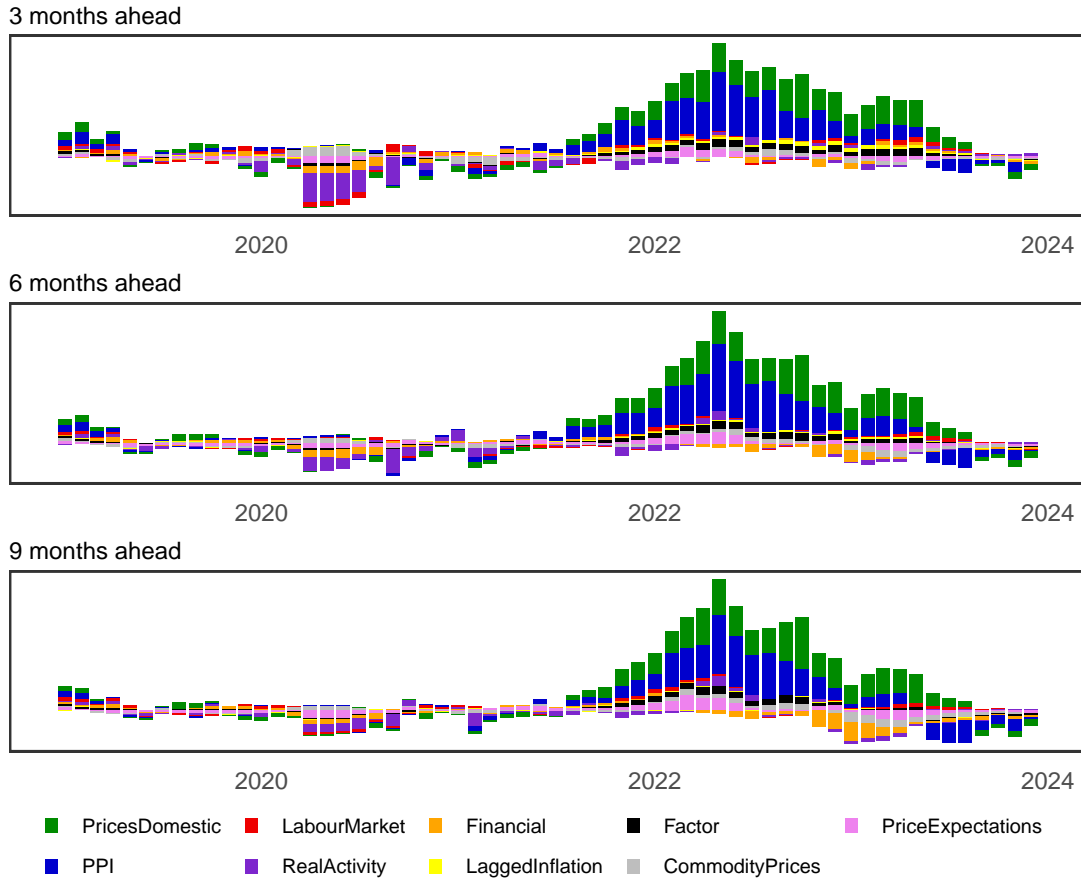 3 months ahead
2020 2022 2024
6 months ahead
2020 2022 2024
9 months ahead
2020 2022 2024
PricesDomestic LabourMarket Financial Factor PriceExpectations
PPI RealActivity LaggedInflation CommodityPrices